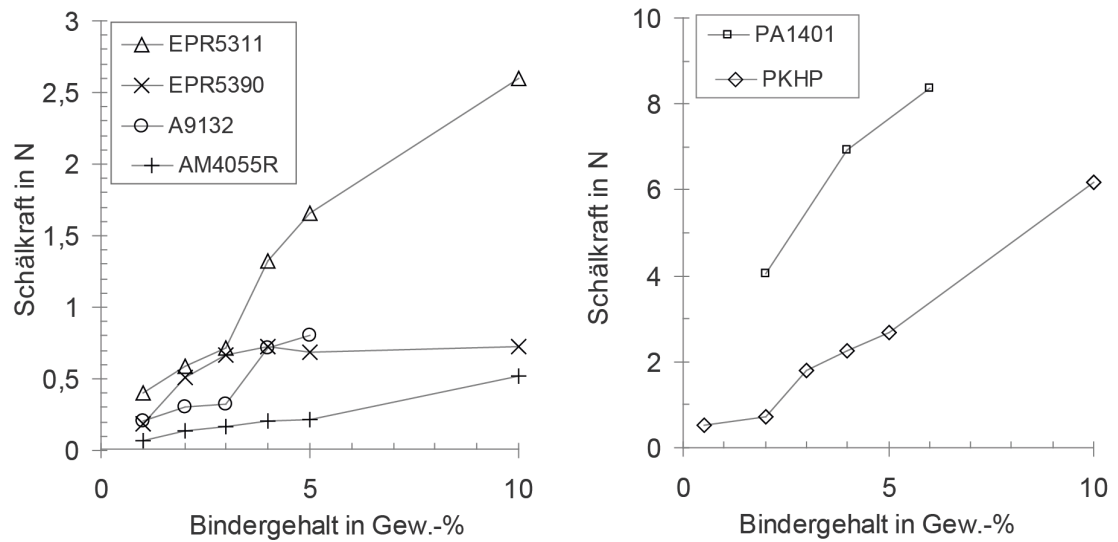 3
2,5
2
1,5
1
0,5
0
0
5
10
Schälkraft in N
Bindergehalt in Gew.-%
EPR5311
EPR5390
A9132
AM4055R
10
8
6
4
2
0
0
5
10
Schälkraft in N
Bindergehalt in Gew.-%
PA1401
PKHP